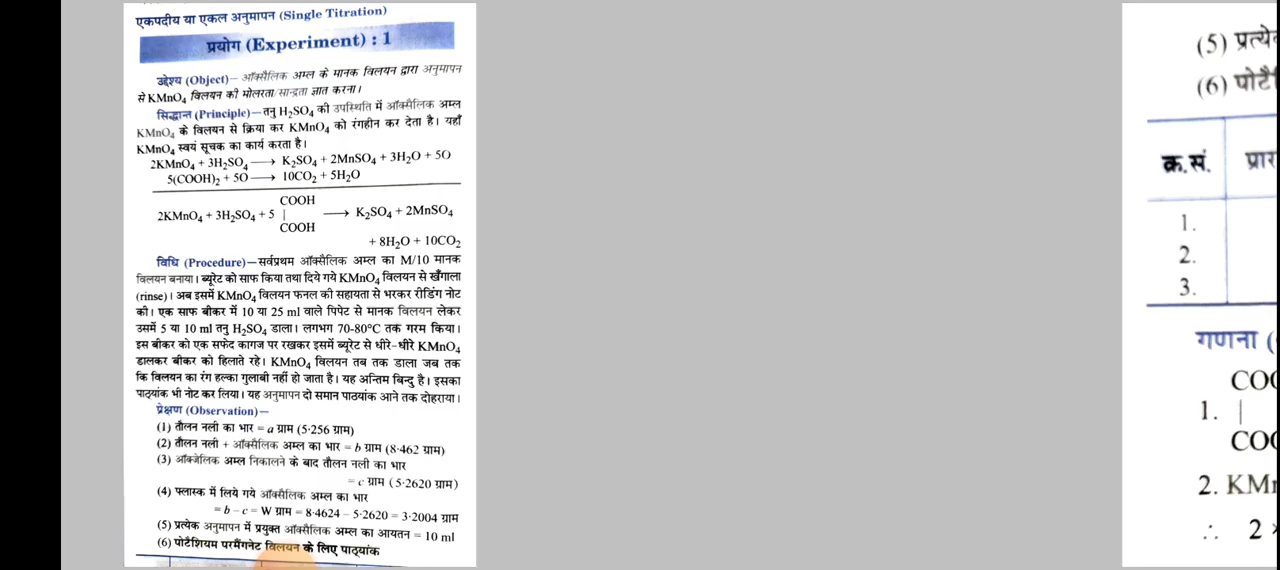 एकपदीय या एकल अनुमापन (Single Titration)
प्रयोग (Experiment) : 1
उद्देश्य (Object)– ऑक्सैलिक अम्ल के मानक विलयन द्वारा अनुमापन
से KMnO₄ विलयन की मोलरता/सान्द्रता ज्ञात करना।
सिद्धान्त (Principle)–तनु H₂SO₄ की उपस्थिति में ऑक्सैलिक अम्ल
KMnO₄ के विलयन से क्रिया कर KMnO₄ को रंगहीन कर देता है। यहाँ
KMnO₄ स्वयं सूचक का कार्य करता है।
2KMnO₄ + 3H₂SO₄ ⟶ K₂SO₄ + 2MnSO₄ + 3H₂O + 5O
5(COOH)₂ + 5O ⟶ 10CO₂ + 5H₂O
COOH
2KMnO₄ + 3H₂SO₄ + 5 | ⟶ K₂SO₄ + 2MnSO₄
COOH
+ 8H₂O + 10CO₂
विधि (Procedure)–सर्वप्रथम ऑक्सैलिक अम्ल का M/10 मानक
विलयन बनाया। ब्यूरेट को साफ किया तथा दिये गये KMnO₄ विलयन से खँगाला
(rinse)। अब इसमें KMnO₄ विलयन फनल की सहायता से भरकर रीडिंग नोट
की। एक साफ बीकर में 10 या 25 ml वाले पिपेट से मानक विलयन लेकर
उसमें 5 या 10 ml तनु H₂SO₄ डाला। लगभग 70-80°C तक गरम किया।
इस बीकर को एक सफेद कागज पर रखकर इसमें ब्यूरेट से धीरे-धीरे KMnO₄
डालकर बीकर को हिलाते रहे। KMnO₄ विलयन तब तक डाला जब तक
कि विलयन का रंग हल्का गुलाबी नहीं हो जाता है। यह अन्तिम बिन्दु है। इसका
पाठ्यांक भी नोट कर लिया। यह अनुमापन दो समान पाठयांक आने तक दोहराया।
प्रेक्षण (Observation)–
(1) तौलन नली का भार = a ग्राम (5·256 ग्राम)
(2) तौलन नली + ऑक्सैलिक अम्ल का भार = b ग्राम (8·462 ग्राम)
(3) ऑक्जेलिक अम्ल निकालने के बाद तौलन नली का भार
= c ग्राम (5·2620 ग्राम)
(4) फ्लास्क में लिये गये ऑक्सैलिक अम्ल का भार
= b – c = W ग्राम = 8·4624 – 5·2620 = 3·2004 ग्राम
(5) प्रत्येक अनुमापन में प्रयुक्त ऑक्सैलिक अम्ल का आयतन = 10 ml
(6) पोटैशियम परमैंगनेट विलयन के लिए पाठ्यांक
(5) प्रत्ये
(6) पोटै
क्र.सं. प्रार
1.
2.
3.
गणना (
COO
1. |
COO
2. KMn
∴ 2